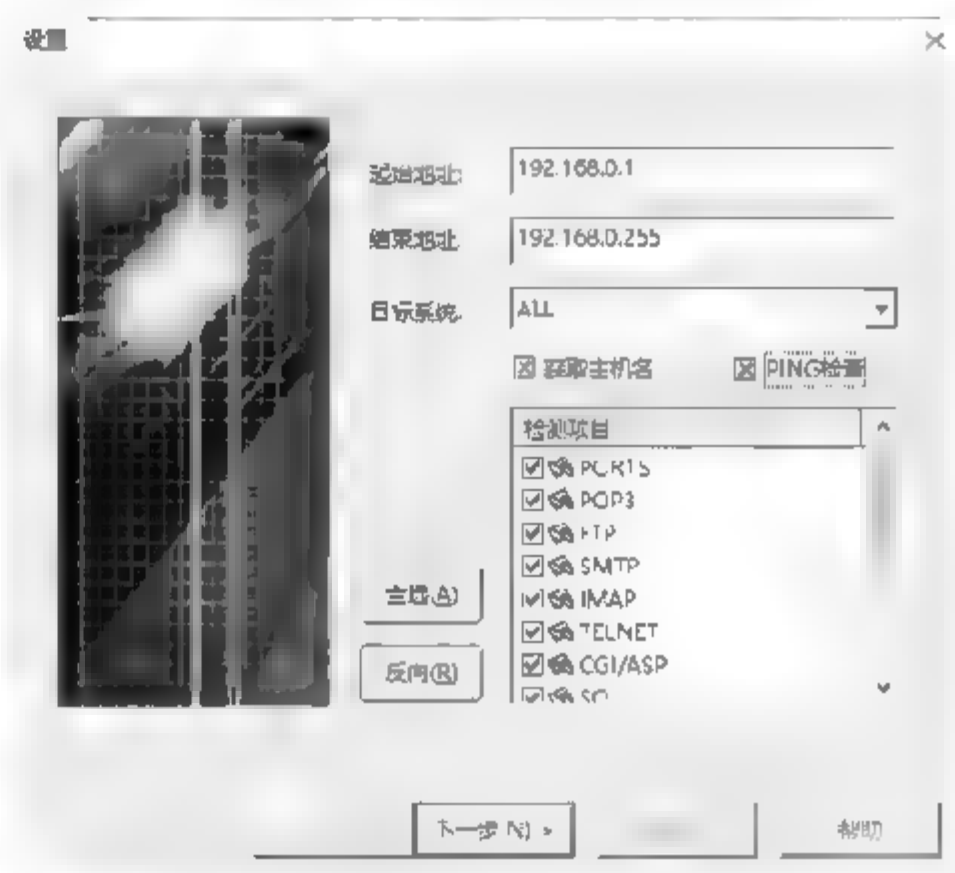 设置
起始地址:
192.168.0.1
结束地址
192.168.0.255
目标系统
ALL
获取主机名
PING检查
检测项目
PORTS
POP3
FTP
SMTP
IMAP
TELNET
CGI/ASP
全选(A)
反向(R)
下一步(N) >
帮助